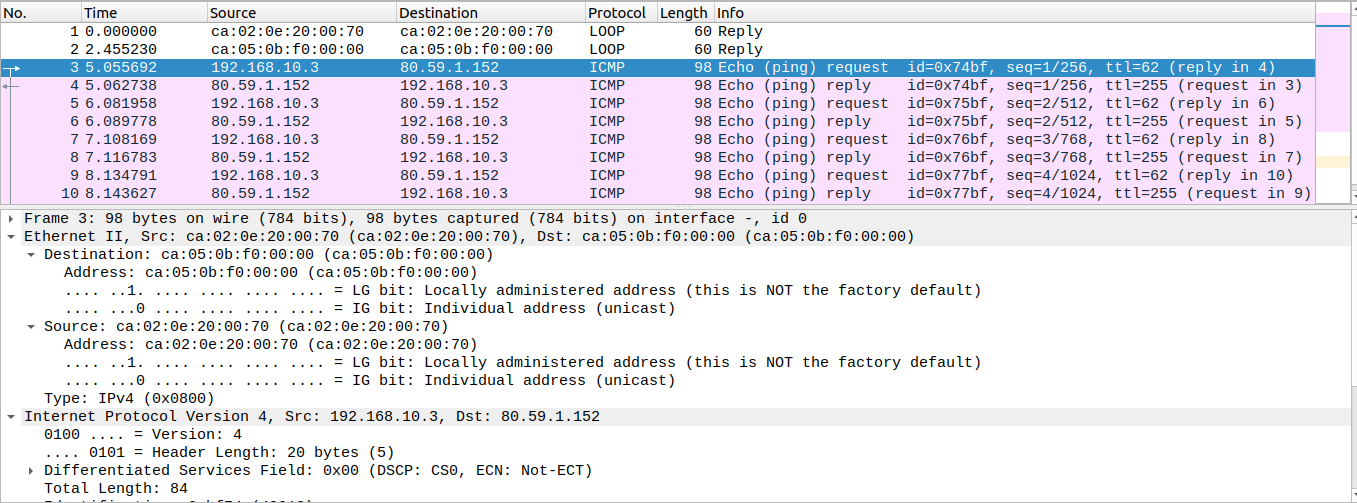 No. Time Source Destination Protocol Length Info
1 0.000000 ca:02:0e:20:00:70 ca:02:0e:20:00:70 LOOP 60 Reply
2 2.455230 ca:05:0b:f0:00:00 ca:05:0b:f0:00:00 LOOP 60 Reply
3 5.055692 192.168.10.3 80.59.1.152 ICMP 98 Echo (ping) request id=0x74bf, seq=1/256, ttl=62 (reply in 4)
4 5.062738 80.59.1.152 192.168.10.3 ICMP 98 Echo (ping) reply id=0x74bf, seq=1/256, ttl=255 (request in 3)
5 6.081958 192.168.10.3 80.59.1.152 ICMP 98 Echo (ping) request id=0x75bf, seq=2/512, ttl=62 (reply in 6)
6 6.089778 80.59.1.152 192.168.10.3 ICMP 98 Echo (ping) reply id=0x75bf, seq=2/512, ttl=255 (request in 5)
7 7.108169 192.168.10.3 80.59.1.152 ICMP 98 Echo (ping) request id=0x76bf, seq=3/768, ttl=62 (reply in 8)
8 7.116783 80.59.1.152 192.168.10.3 ICMP 98 Echo (ping) reply id=0x76bf, seq=3/768, ttl=255 (request in 7)
9 8.134791 192.168.10.3 80.59.1.152 ICMP 98 Echo (ping) request id=0x77bf, seq=4/1024, ttl=62 (reply in 10)
10 8.143627 80.59.1.152 192.168.10.3 ICMP 98 Echo (ping) reply id=0x77bf, seq=4/1024, ttl=255 (request in 9)
Frame 3: 98 bytes on wire (784 bits), 98 bytes captured (784 bits) on interface -, id 0
Ethernet II, Src: ca:02:0e:20:00:70 (ca:02:0e:20:00:70), Dst: ca:05:0b:f0:00:00 (ca:05:0b:f0:00:00)
Destination: ca:05:0b:f0:00:00 (ca:05:0b:f0:00:00)
Address: ca:05:0b:f0:00:00 (ca:05:0b:f0:00:00)
.... ..1. .... .... .... .... = LG bit: Locally administered address (this is NOT the factory default)
.... ...0 .... .... .... .... = IG bit: Individual address (unicast)
Source: ca:02:0e:20:00:70 (ca:02:0e:20:00:70)
Address: ca:02:0e:20:00:70 (ca:02:0e:20:00:70)
.... ..1. .... .... .... .... = LG bit: Locally administered address (this is NOT the factory default)
.... ...0 .... .... .... .... = IG bit: Individual address (unicast)
Type: IPv4 (0x0800)
Internet Protocol Version 4, Src: 192.168.10.3, Dst: 80.59.1.152
0100 .... = Version: 4
.... 0101 = Header Length: 20 bytes (5)
Differentiated Services Field: 0x00 (DSCP: CS0, ECN: Not-ECT)
Total Length: 84